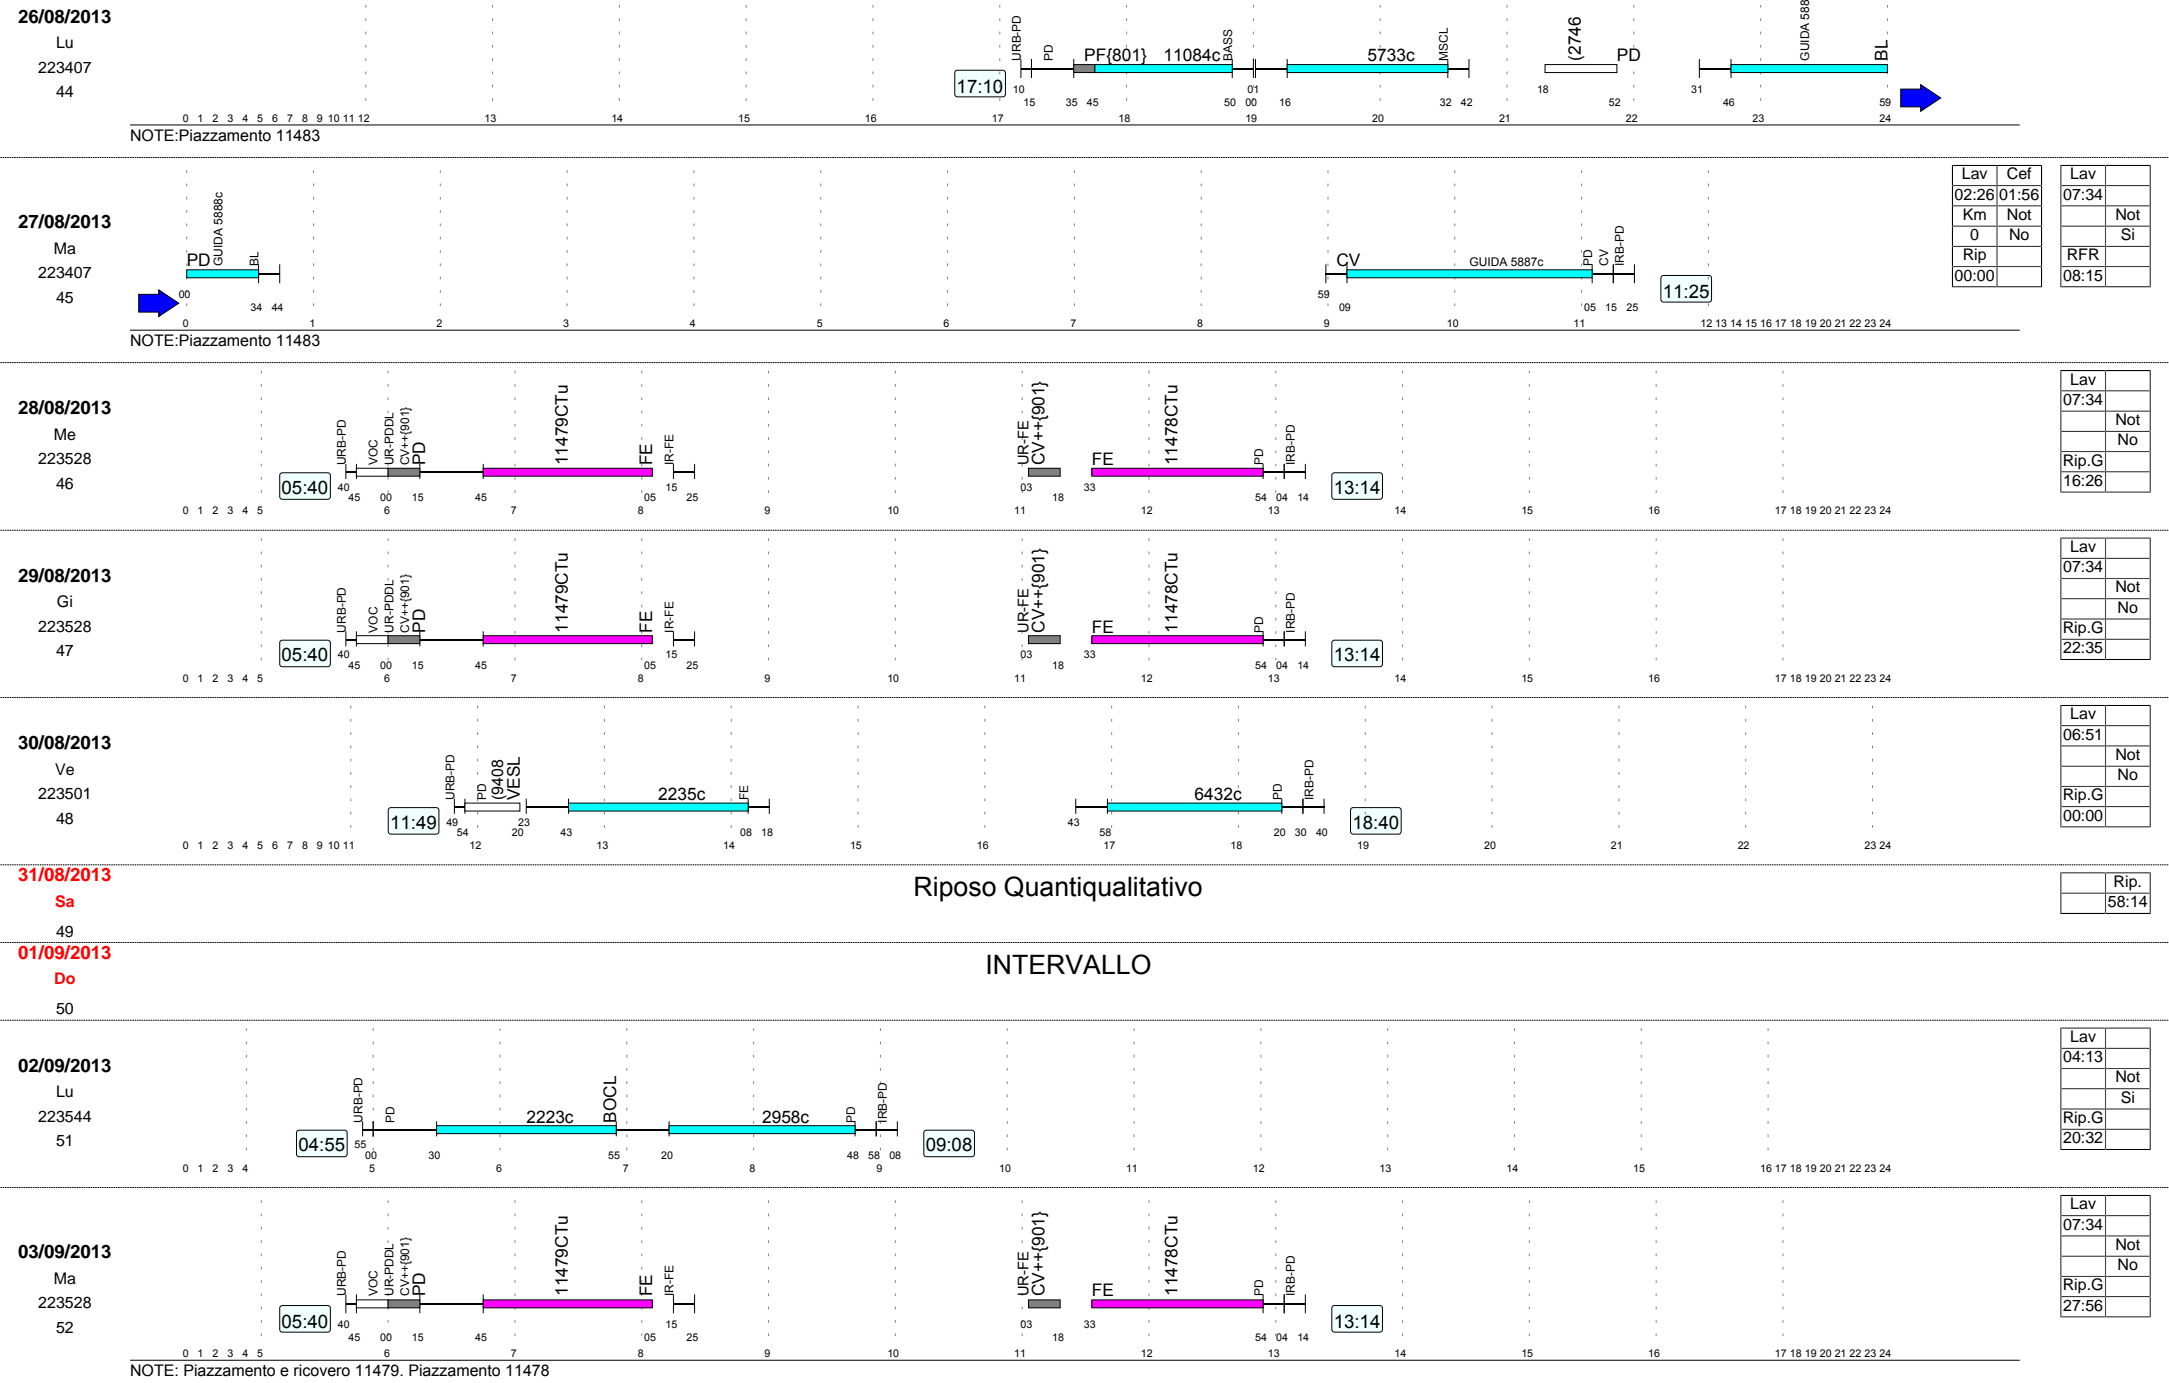 26/08/2013
Lu
223407
44
17:10
URB-PD
PD
PF{801}
11084c
BASS
5733c
MSCL
(2746
PD
GUIDA 588
BL
10 15 35 45 50 00 01 16 32 42 18 52 31 46 59
0 1 2 3 4 5 6 7 8 9 10 11 12 13 14 15 16 17 18 19 20 21 22 23 24
NOTE:Piazzamento 11483
27/08/2013
Ma
223407
45
PD
GUIDA 5888c
BL
CV
GUIDA 5887c
PD
CV
IRB-PD
11:25
00 34 44 59 09 05 15 25
0 1 2 3 4 5 6 7 8 9 10 11 12 13 14 15 16 17 18 19 20 21 22 23 24
NOTE:Piazzamento 11483
Lav Cef
02:26 01:56
Km Not
0 No
Rip
00:00
Lav
07:34
Not
Si
RFR
08:15
28/08/2013
Me
223528
46
05:40
URB-PD
VOC
UR-PDDL
CV++{901}
PD
11479CTu
FE
IR-FE
UR-FE
CV++{901}
FE
11478CTu
PD
IRB-PD
13:14
40 45 00 15 45 05 15 25 03 18 33 54 04 14
0 1 2 3 4 5 6 7 8 9 10 11 12 13 14 15 16 17 18 19 20 21 22 23 24
Lav
07:34
Not
No
Rip.G
16:26
29/08/2013
Gi
223528
47
05:40
URB-PD
VOC
UR-PDDL
CV++{901}
PD
11479CTu
FE
IR-FE
UR-FE
CV++{901}
FE
11478CTu
PD
IRB-PD
13:14
40 45 00 15 45 05 15 25 03 18 33 54 04 14
0 1 2 3 4 5 6 7 8 9 10 11 12 13 14 15 16 17 18 19 20 21 22 23 24
Lav
07:34
Not
No
Rip.G
22:35
30/08/2013
Ve
223501
48
11:49
URB-PD
PD
(9408
VESL
2235c
FE
6432c
PD
IRB-PD
18:40
49 54 20 23 43 08 18 43 58 20 30 40
0 1 2 3 4 5 6 7 8 9 10 11 12 13 14 15 16 17 18 19 20 21 22 23 24
Lav
06:51
Not
No
Rip.G
00:00
31/08/2013
Sa
49
Riposo Quantiqualitativo
Rip.
58:14
01/09/2013
Do
50
INTERVALLO
02/09/2013
Lu
223544
51
04:55
URB-PD
PD
2223c
BOCL
2958c
PD
IRB-PD
09:08
55 00 30 55 20 48 58 08
0 1 2 3 4 5 6 7 8 9 10 11 12 13 14 15 16 17 18 19 20 21 22 23 24
Lav
04:13
Not
Si
Rip.G
20:32
03/09/2013
Ma
223528
52
05:40
URB-PD
VOC
UR-PDDL
CV++{901}
PD
11479CTu
FE
IR-FE
UR-FE
CV++{901}
FE
11478CTu
PD
IRB-PD
13:14
40 45 00 15 45 05 15 25 03 18 33 54 04 14
0 1 2 3 4 5 6 7 8 9 10 11 12 13 14 15 16 17 18 19 20 21 22 23 24
NOTE: Piazzamento e ricovero 11479. Piazzamento 11478
Lav
07:34
Not
No
Rip.G
27:56